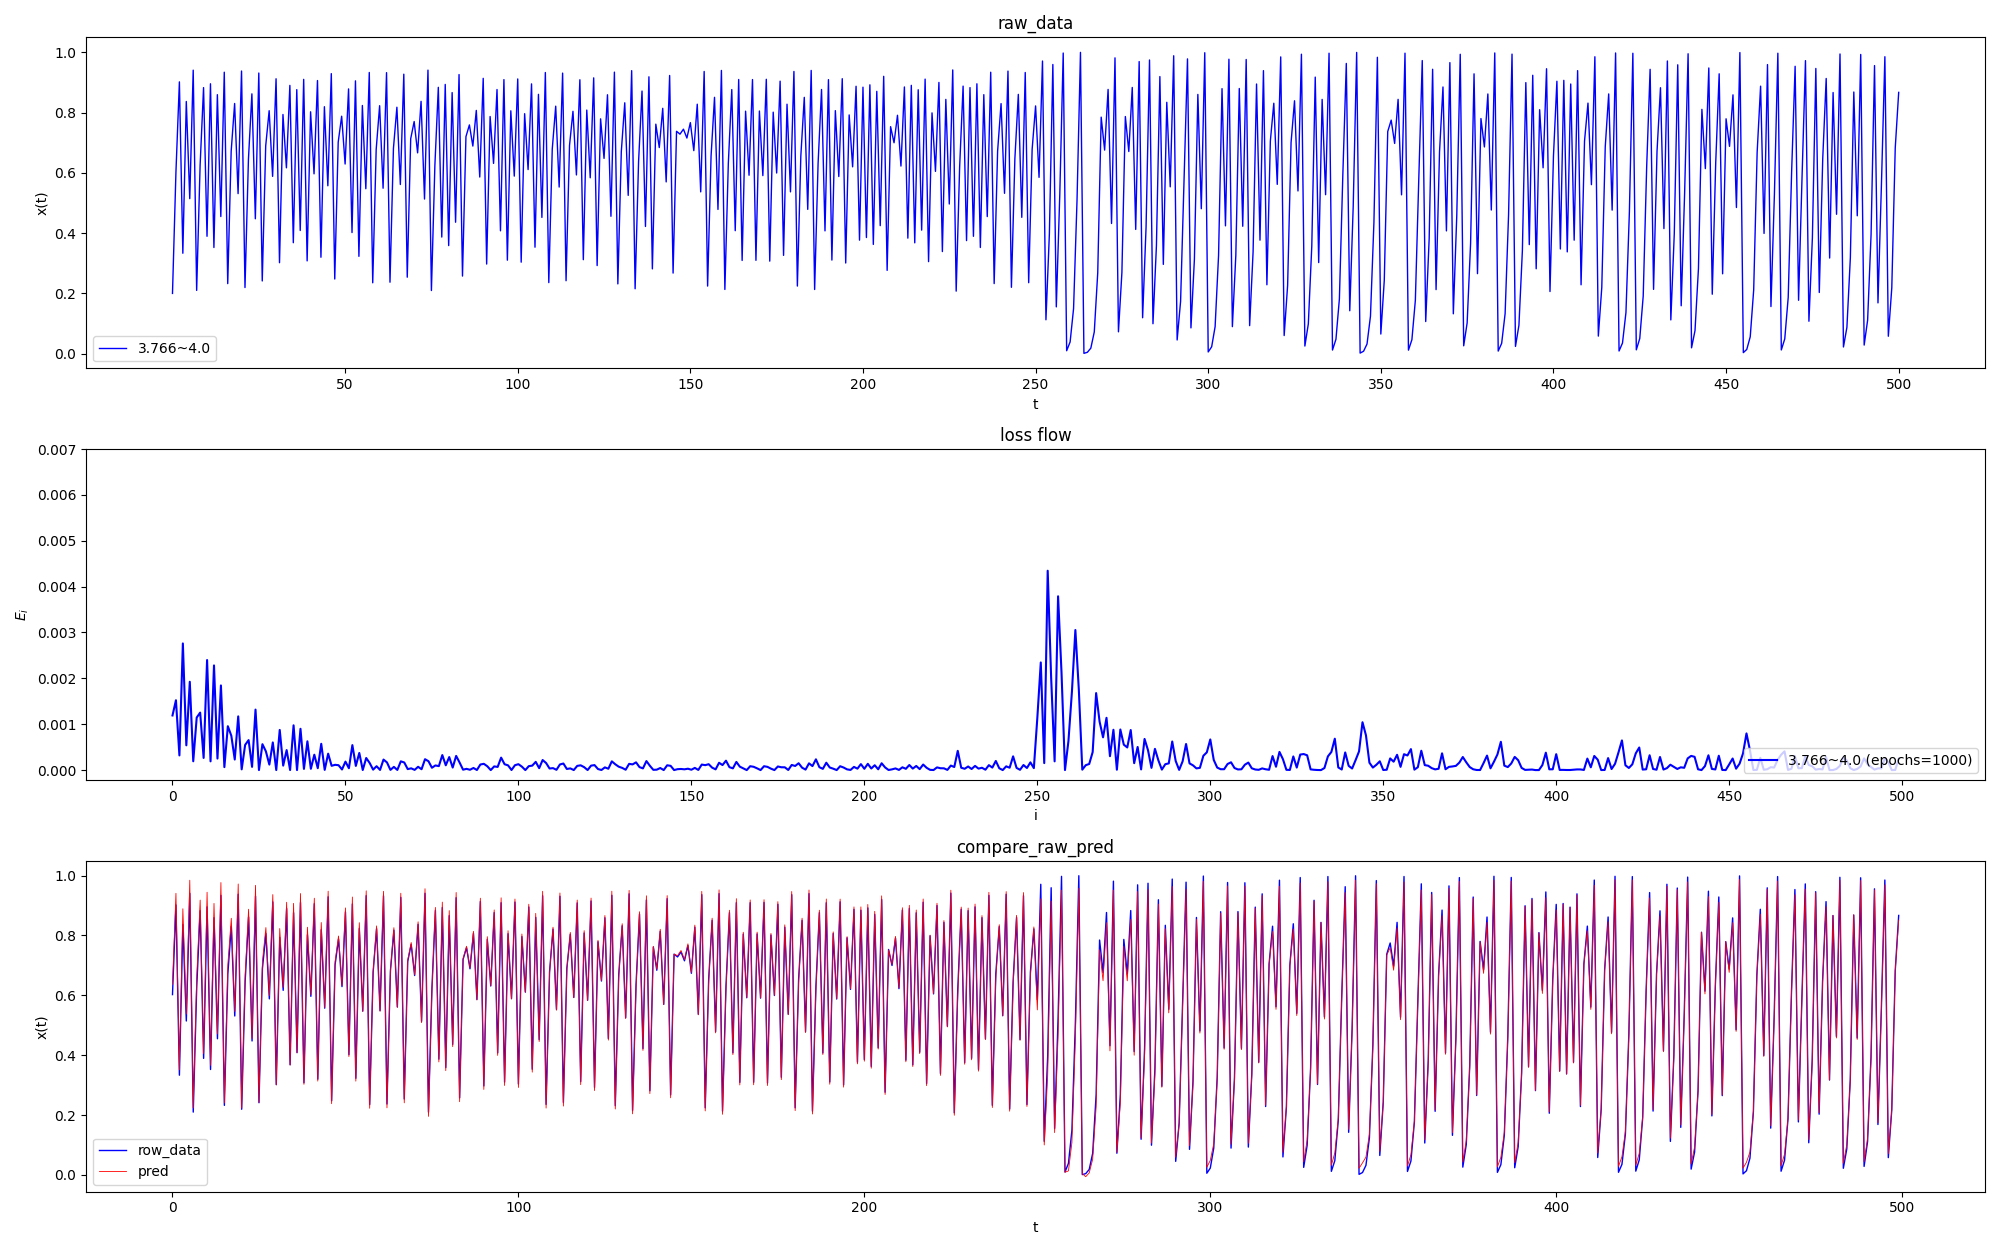 raw_data
1.0
0.8
0.6
0.4
0.2
0.0
x(t)
3.766~4.0
50 100 150 200 250 300 350 400 450 500
t
loss flow
0.007
0.006
0.005
0.004
0.003
0.002
0.001
0.000
E_i
3.766~4.0 (epochs=1000)
0 50 100 150 200 250 300 350 400 450 500
i
compare_raw_pred
1.0
0.8
0.6
0.4
0.2
0.0
x(t)
row_data
pred
0 100 200 300 400 500
t